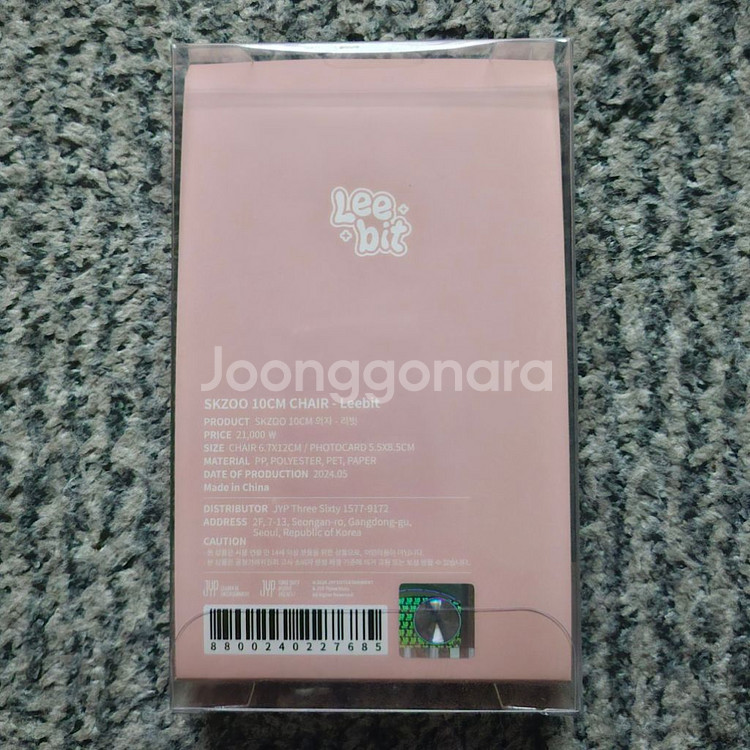 Lee
bit
Joonggonara
SKZOO 10CM CHAIR - Leebit
PRODUCT SKZOO 10CM 의자 - 리빗
PRICE 21,000 W
SIZE CHAIR 6.7X12CM / PHOTOCARD 5.5X8.5CM
MATERIAL PP, POLYESTER, PET, PAPER
DATE OF PRODUCTION 2024.05
Made in China
DISTRIBUTOR JYP Three Sixty 1577-9172
ADDRESS 2F, 7-13, Seongan-ro, Gangdong-gu,
Seoul, Republic of Korea
CAUTION
JYP JYP
8800240227685